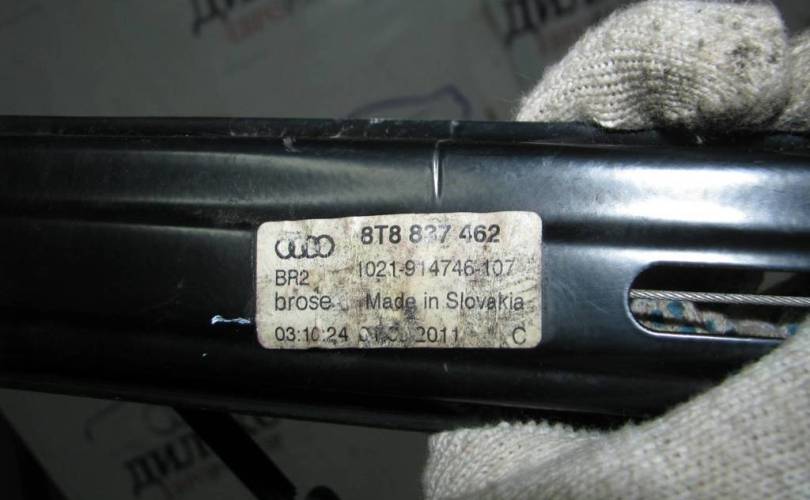 8T8 837 462
BR2 1021-914746-107
brose Made in Slovakia
03:10:24 2011 C